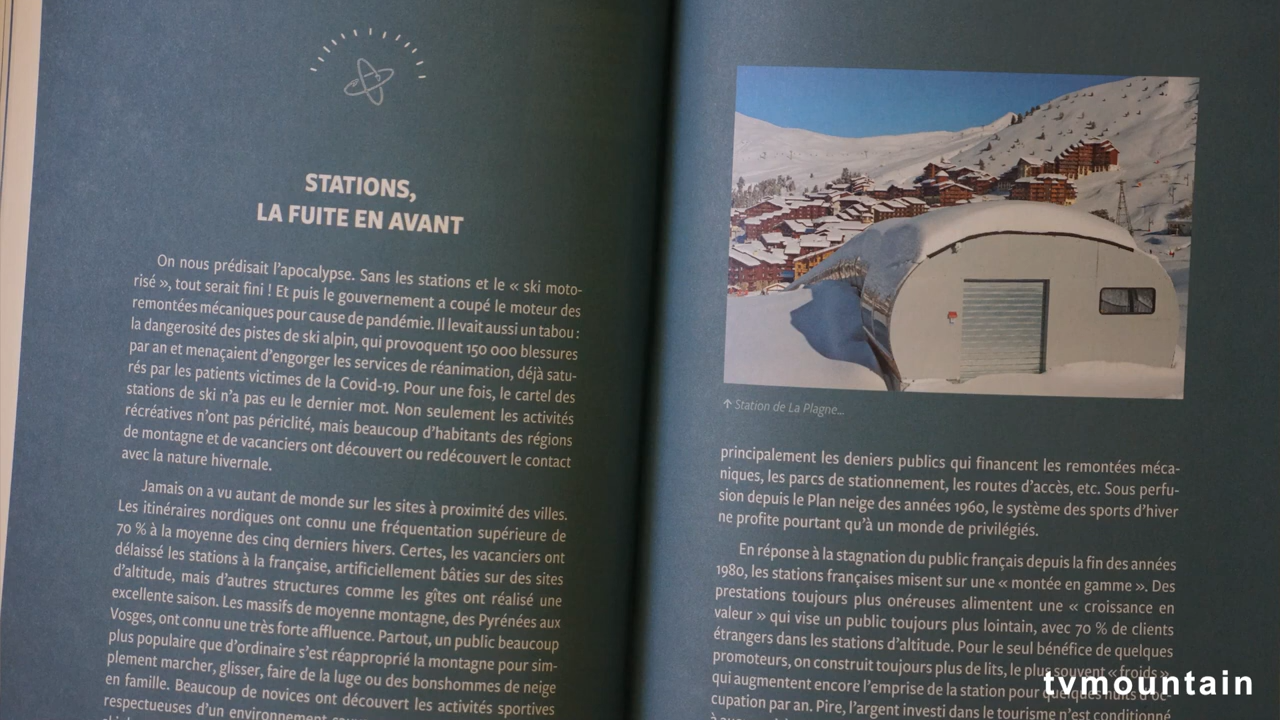 STATIONS,
LA FUITE EN AVANT
On nous prédisait l'apocalypse. Sans les stations et le « ski moto-
risé », tout serait fini ! Et puis le gouvernement a coupé le moteur des
remontées mécaniques pour cause de pandémie. Il levait aussi un tabou :
la dangerosité des pistes de ski alpin, qui provoquent 150 000 blessures
par an et menaçaient d'engorger les services de réanimation, déjà satu-
rés par les patients victimes de la Covid-19. Pour une fois, le cartel des
stations de ski n'a pas eu le dernier mot. Non seulement les activités
récréatives n'ont pas périclité, mais beaucoup d'habitants des régions
de montagne et de vacanciers ont découvert ou redécouvert le contact
avec la nature hivernale.
Jamais on a vu autant de monde sur les sites à proximité des villes.
Les itinéraires nordiques ont connu une fréquentation supérieure de
70 % à la moyenne des cinq derniers hivers. Certes, les vacanciers ont
délaissé les stations à la française, artificiellement bâties sur des sites
d'altitude, mais d'autres structures comme les gîtes ont réalisé une
excellente saison. Les massifs de moyenne montagne, des Pyrénées aux
Vosges, ont connu une très forte affluence. Partout, un public beaucoup
plus populaire que d'ordinaire s'est réapproprié la montagne pour sim-
plement marcher, glisser, faire de la luge ou des bonshommes de neige
en famille. Beaucoup de novices ont découvert les activités sportives
respectueuses d'un environnement
↑ Station de La Plagne...
principalement les deniers publics qui financent les remontées méca-
niques, les parcs de stationnement, les routes d'accès, etc. Sous perfu-
sion depuis le Plan neige des années 1960, le système des sports d'hiver
ne profite pourtant qu'à un monde de privilégiés.
En réponse à la stagnation du public français depuis la fin des années
1980, les stations françaises misent sur une « montée en gamme ». Des
prestations toujours plus onéreuses alimentent une « croissance en
valeur » qui vise un public toujours plus lointain, avec 70 % de clients
étrangers dans les stations d'altitude. Pour le seul bénéfice de quelques
promoteurs, on construit toujours plus de lits, le plus souvent « froids »
qui augmentent encore l'emprise de la station pour quelques nuits d'oc-
cupation par an. Pire, l'argent investi dans le tourisme n'est conditionné
tvmountain